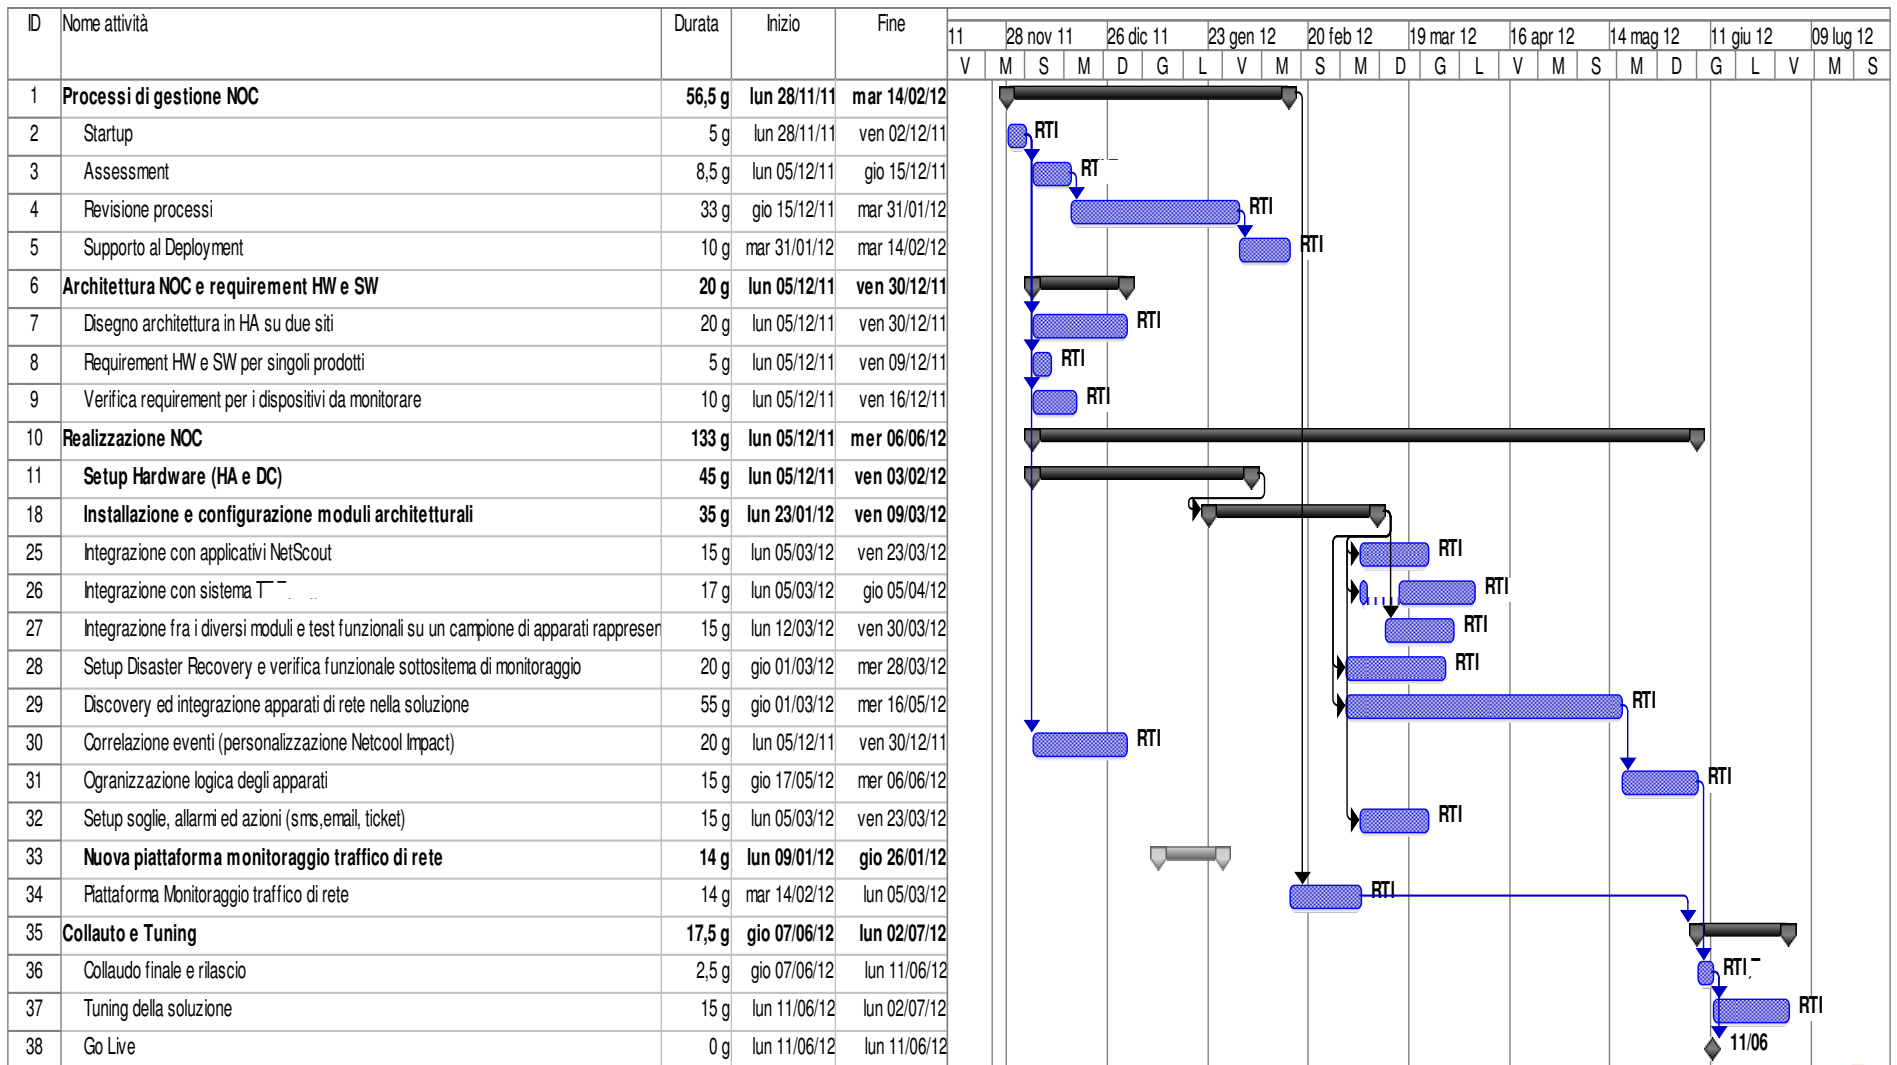 ID Nome attività Durata Inizio Fine
11 28 nov 11 26 dic 11 23 gen 12 20 feb 12 19 mar 12 16 apr 12 14 mag 12 11 giu 12 09 lug 12
V M S M D G L V M S M D G L V M S M D G L V M S
1 Processi di gestione NOC 56,5 g lun 28/11/11 mar 14/02/12
2 Startup 5 g lun 28/11/11 ven 02/12/11 RTI
3 Assessment 8,5 g lun 05/12/11 gio 15/12/11
4 Revisione processi 33 g gio 15/12/11 mar 31/01/12 RTI
5 Supporto al Deployment 10 g mar 31/01/12 mar 14/02/12 RTI
6 Architettura NOC e requirement HW e SW 20 g lun 05/12/11 ven 30/12/11
7 Disegno architettura in HA su due siti 20 g lun 05/12/11 ven 30/12/11 RTI
8 Requirement HW e SW per singoli prodotti 5 g lun 05/12/11 ven 09/12/11 RTI
9 Verifica requirement per i dispositivi da monitorare 10 g lun 05/12/11 ven 16/12/11 RTI
10 Realizzazione NOC 133 g lun 05/12/11 mer 06/06/12
11 Setup Hardware (HA e DC) 45 g lun 05/12/11 ven 03/02/12
18 Installazione e configurazione moduli architetturali 35 g lun 23/01/12 ven 09/03/12
25 Integrazione con applicativi NetScout 15 g lun 05/03/12 ven 23/03/12 RTI
26 Integrazione con sistema 17 g lun 05/03/12 gio 05/04/12 RTI
27 Integrazione fra i diversi moduli e test funzionali su un campione di apparati rappresen 15 g lun 12/03/12 ven 30/03/12 RTI
28 Setup Disaster Recovery e verifica funzionale sottositema di monitoraggio 20 g gio 01/03/12 mer 28/03/12 RTI
29 Discovery ed integrazione apparati di rete nella soluzione 55 g gio 01/03/12 mer 16/05/12 RTI
30 Correlazione eventi (personalizzazione Netcool Impact) 20 g lun 05/12/11 ven 30/12/11 RTI
31 Ogranizzazione logica degli apparati 15 g gio 17/05/12 mer 06/06/12 RTI
32 Setup soglie, allarmi ed azioni (sms,email, ticket) 15 g lun 05/03/12 ven 23/03/12 RTI
33 Nuova piattaforma monitoraggio traffico di rete 14 g lun 09/01/12 gio 26/01/12
34 Piattaforma Monitoraggio traffico di rete 14 g mar 14/02/12 lun 05/03/12 RTI
35 Collauto e Tuning 17,5 g gio 07/06/12 lun 02/07/12
36 Collaudo finale e rilascio 2,5 g gio 07/06/12 lun 11/06/12 RTI
37 Tuning della soluzione 15 g lun 11/06/12 lun 02/07/12 RTI
38 Go Live 0 g lun 11/06/12 lun 11/06/12 11/06